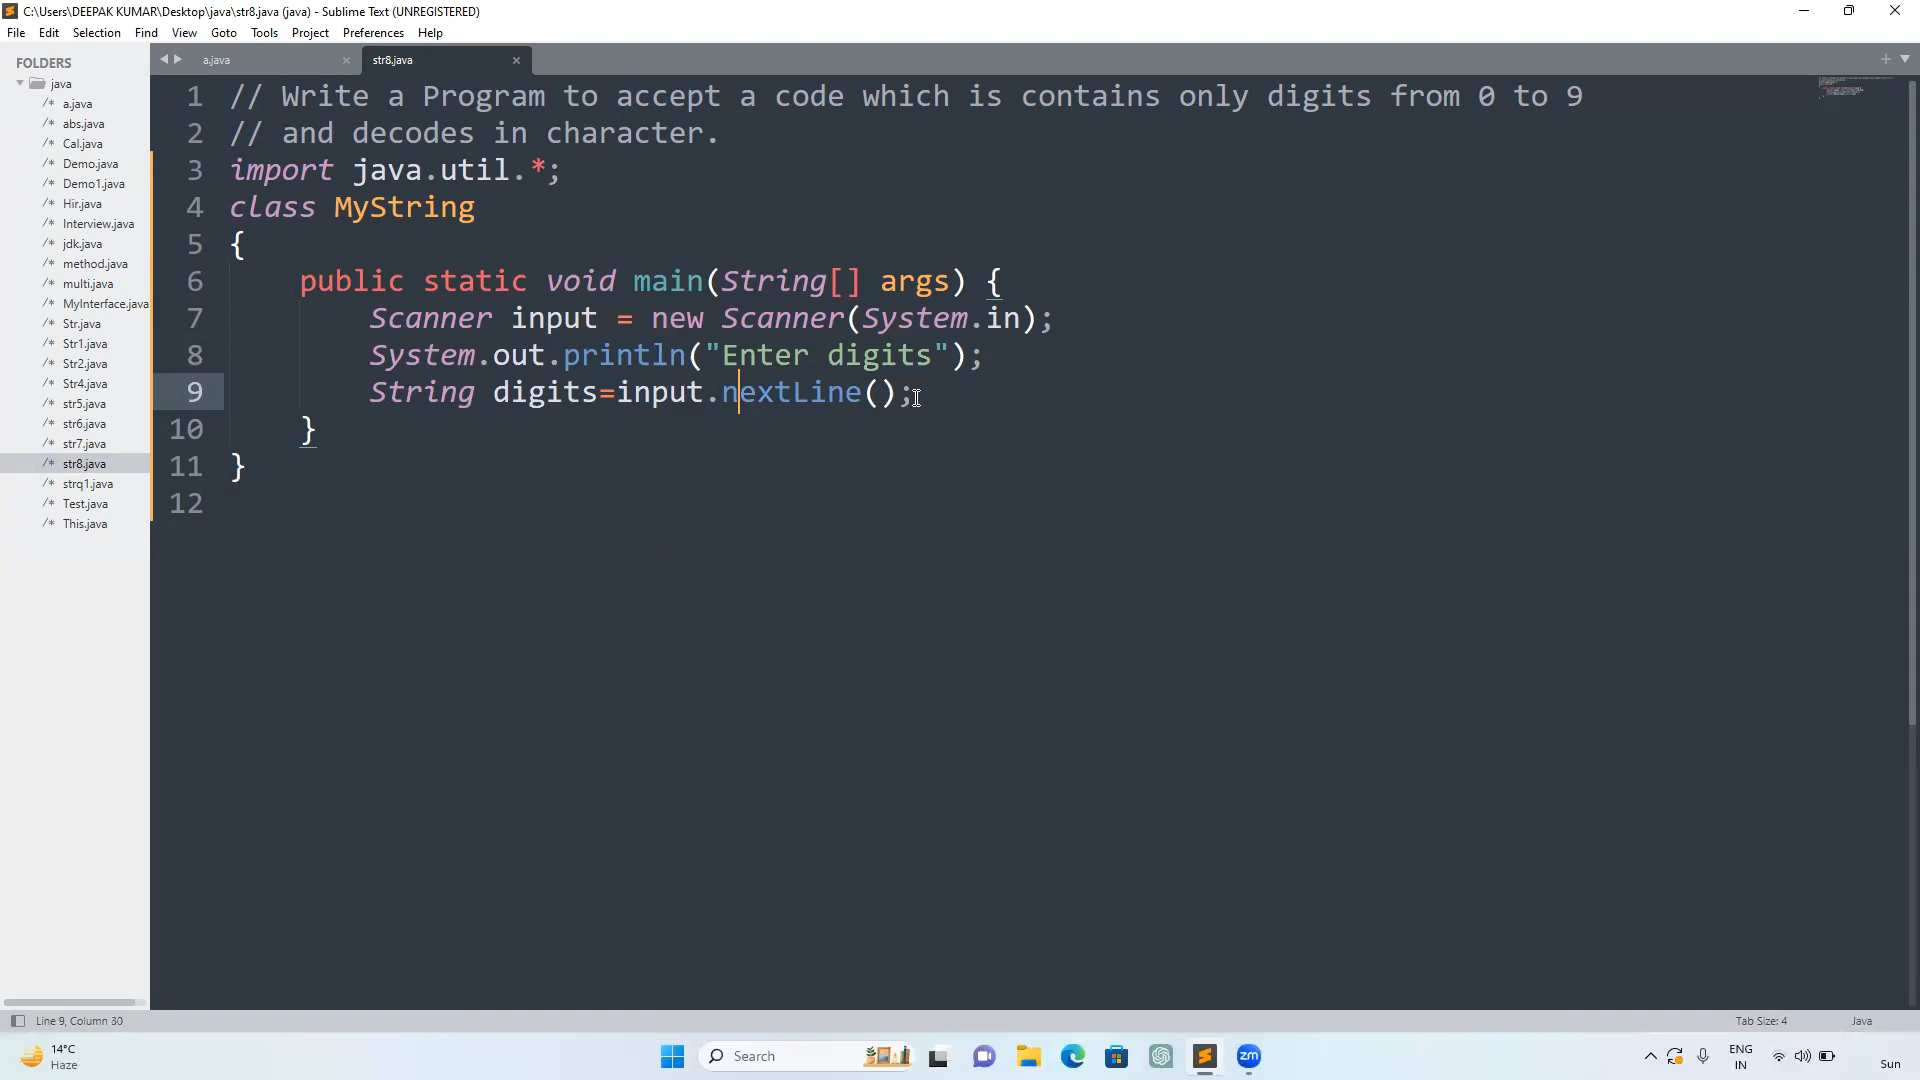 C:\Users\DEEPAK KUMAR\Desktop\java\str8.java (java) - Sublime Text (UNREGISTERED)
File Edit Selection Find View Goto Tools Project Preferences Help
FOLDERS
java
/* a.java
/* abs.java
/* Cal.java
/* Demo.java
/* Demo1.java
/* Hir.java
/* Interview.java
/* jdk.java
/* method.java
/* multi.java
/* MyInterface.java
/* Str.java
/* Str1.java
/* Str2.java
/* Str4.java
/* str5.java
/* str6.java
/* str7.java
/* str8.java
/* strq1.java
/* Test.java
/* This.java
a.java
str8.java
1 // Write a Program to accept a code which is contains only digits from 0 to 9
2 // and decodes in character.
3 import java.util.*;
4 class MyString
5 {
6 public static void main(String[] args) {
7 Scanner input = new Scanner(System.in);
8 System.out.println("Enter digits");
9 String digits=input.nextLine();
10 }
11 }
12
Line 9, Column 30
Tab Size: 4
Java
14°C
Haze
Search
zm
ENG
IN
Sun